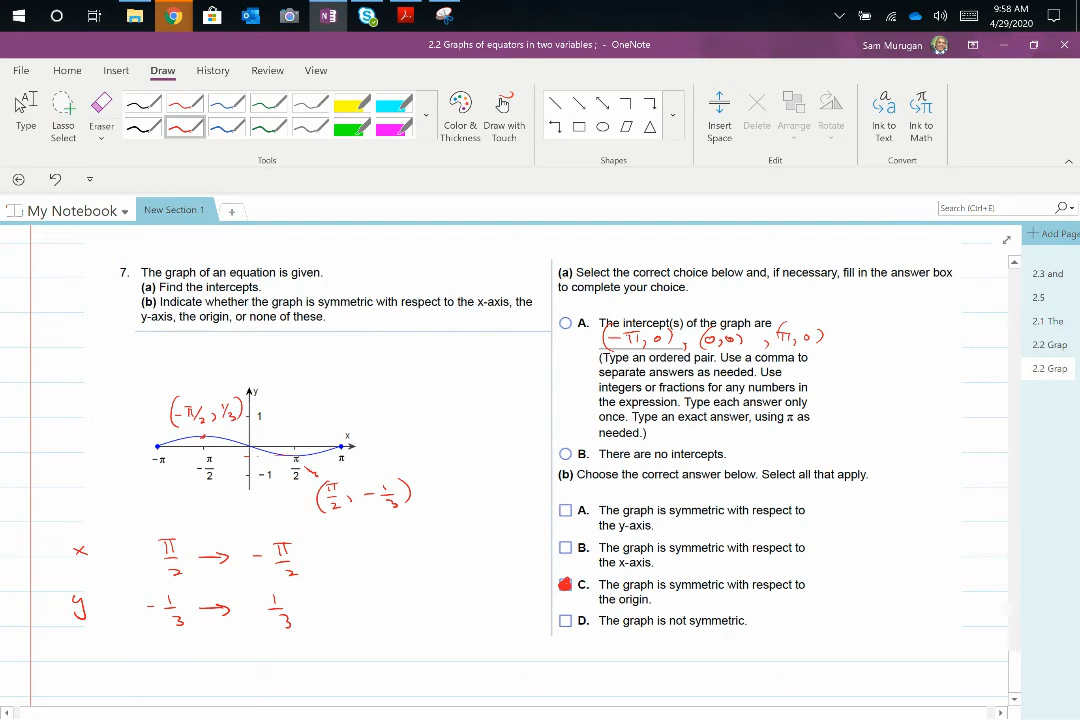 9:58 AM
4/29/2020
2.2 Graphs of equators in two variables ; - OneNote
Sam Murugan
File Home Insert Draw History Review View
Type
Lasso Select
Eraser
Color & Thickness
Draw with Touch
Insert Space
Delete
Arrange
Rotate
Ink to Text
Ink to Math
Tools
Shapes
Edit
Convert
My Notebook
New Section 1
Search (Ctrl+E)
Add Page
2.3 and
2.5
2.1 The
2.2 Grap
2.2 Grap
7. The graph of an equation is given.
(a) Find the intercepts.
(b) Indicate whether the graph is symmetric with respect to the x-axis, the
y-axis, the origin, or none of these.
y
(-π/2, 1/3)
1
x
-π
-π/2
π/2
π
-1
(π/2, -1/3)
x π/2 → -π/2
y -1/3 → 1/3
(a) Select the correct choice below and, if necessary, fill in the answer box
to complete your choice.
A. The intercept(s) of the graph are
(-π, 0), (0,0), (π, 0)
(Type an ordered pair. Use a comma to
separate answers as needed. Use
integers or fractions for any numbers in
the expression. Type each answer only
once. Type an exact answer, using π as
needed.)
B. There are no intercepts.
(b) Choose the correct answer below. Select all that apply.
A. The graph is symmetric with respect to
the y-axis.
B. The graph is symmetric with respect to
the x-axis.
C. The graph is symmetric with respect to
the origin.
D. The graph is not symmetric.